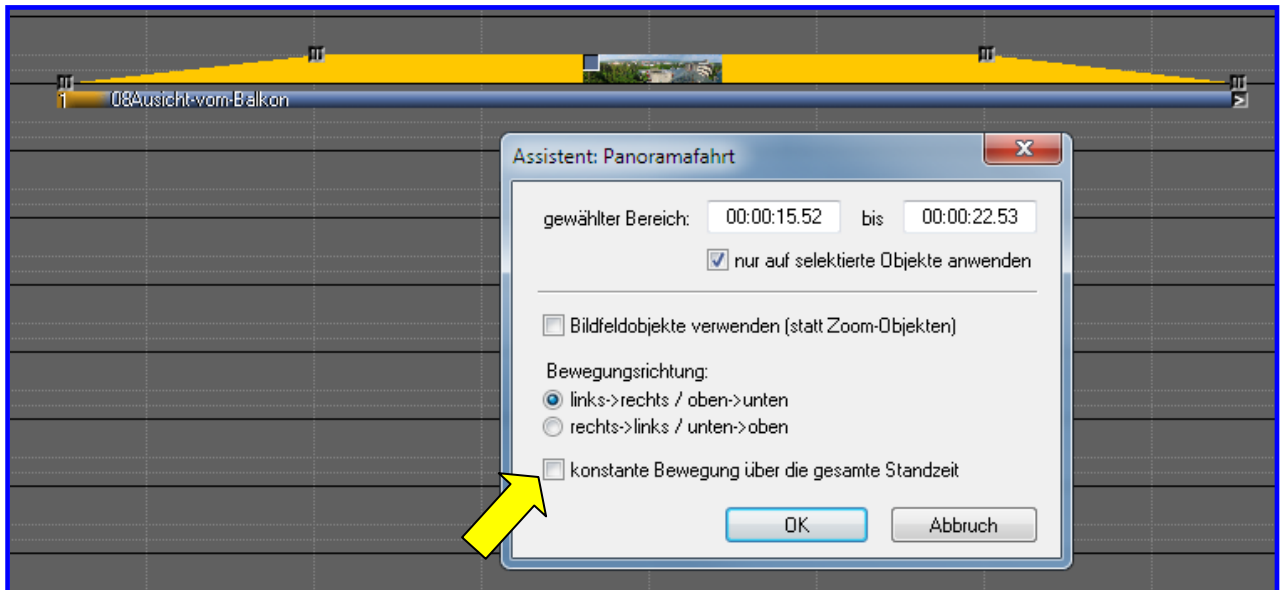 1 08Ausicht-vom-Balkon
Assistent: Panoramafahrt
gewählter Bereich: 00:00:15.52 bis 00:00:22.53
nur auf selektierte Objekte anwenden
Bildfeldobjekte verwenden (statt Zoom-Objekten)
Bewegungsrichtung:
links->rechts / oben->unten
rechts->links / unten->oben
konstante Bewegung über die gesamte Standzeit
OK Abbruch